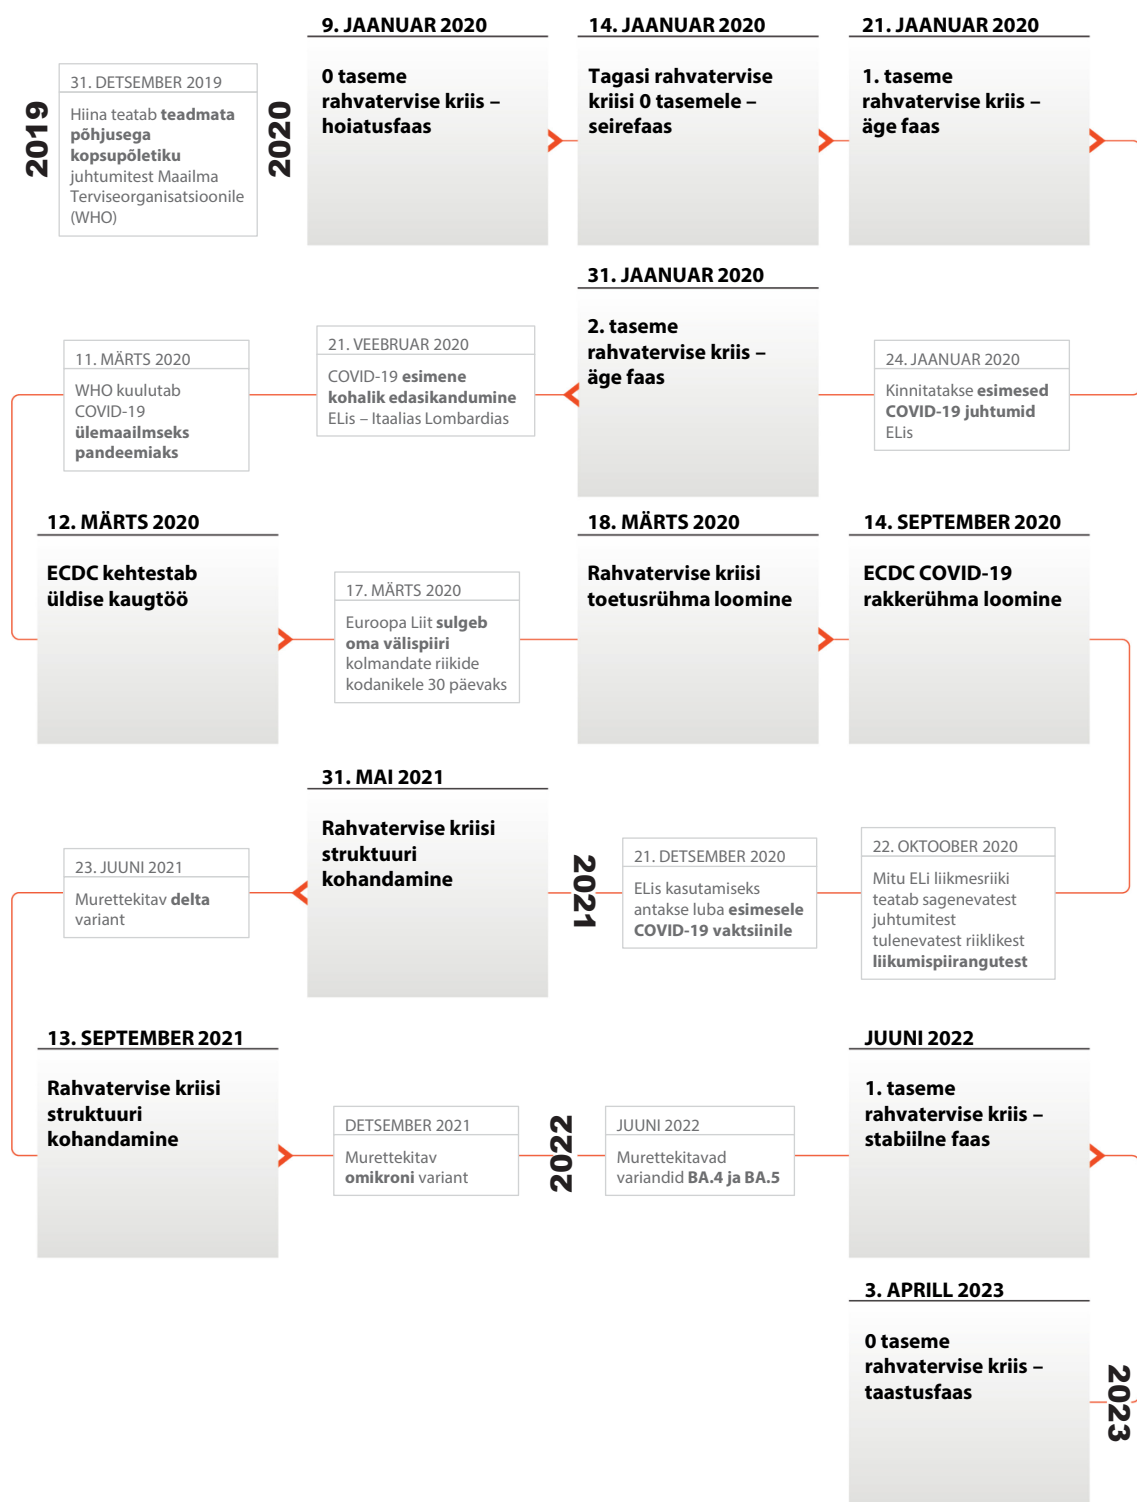 2019
31. DETSEMBER 2019
Hiina teatab teadmata
põhjusega
kopsupõletiku
juhtumitest Maailma
Terviseorganisatsioonile
(WHO)
2020
9. JAANUAR 2020
0 taseme
rahvatervise kriis –
hoiatusfaas
14. JAANUAR 2020
Tagasi rahvatervise
kriisi 0 tasemele –
seirefaas
21. JAANUAR 2020
1. taseme
rahvatervise kriis –
äge faas
24. JAANUAR 2020
Kinnitatakse esimesed
COVID-19 juhtumid
ELis
31. JAANUAR 2020
2. taseme
rahvatervise kriis –
äge faas
21. VEEBRUAR 2020
COVID-19 esimene
kohalik edasikandumine
ELis – Itaalias Lombardias
11. MÄRTS 2020
WHO kuulutab
COVID-19
ülemaailmseks
pandeemiaks
12. MÄRTS 2020
ECDC kehtestab
üldise kaugtöö
17. MÄRTS 2020
Euroopa Liit sulgeb
oma välispiiri
kolmandate riikide
kodanikele 30 päevaks
18. MÄRTS 2020
Rahvatervise kriisi
toetusrühma loomine
14. SEPTEMBER 2020
ECDC COVID-19
rakkerühma loomine
22. OKTOOBER 2020
Mitu ELi liikmesriiki
teatab sagenevatest
juhtumitest
tulenevatest riiklikest
liikumispiirangutest
21. DETSEMBER 2020
ELis kasutamiseks
antakse luba esimesele
COVID-19 vaktsiinile
2021
31. MAI 2021
Rahvatervise kriisi
struktuuri
kohandamine
23. JUUNI 2021
Murettekitav delta
variant
13. SEPTEMBER 2021
Rahvatervise kriisi
struktuuri
kohandamine
DETSEMBER 2021
Murettekitav
omikroni variant
2022
JUUNI 2022
Murettekitavad
variandid BA.4 ja BA.5
JUUNI 2022
1. taseme
rahvatervise kriis –
stabiilne faas
2023
3. APRILL 2023
0 taseme
rahvatervise kriis –
taastusfaas